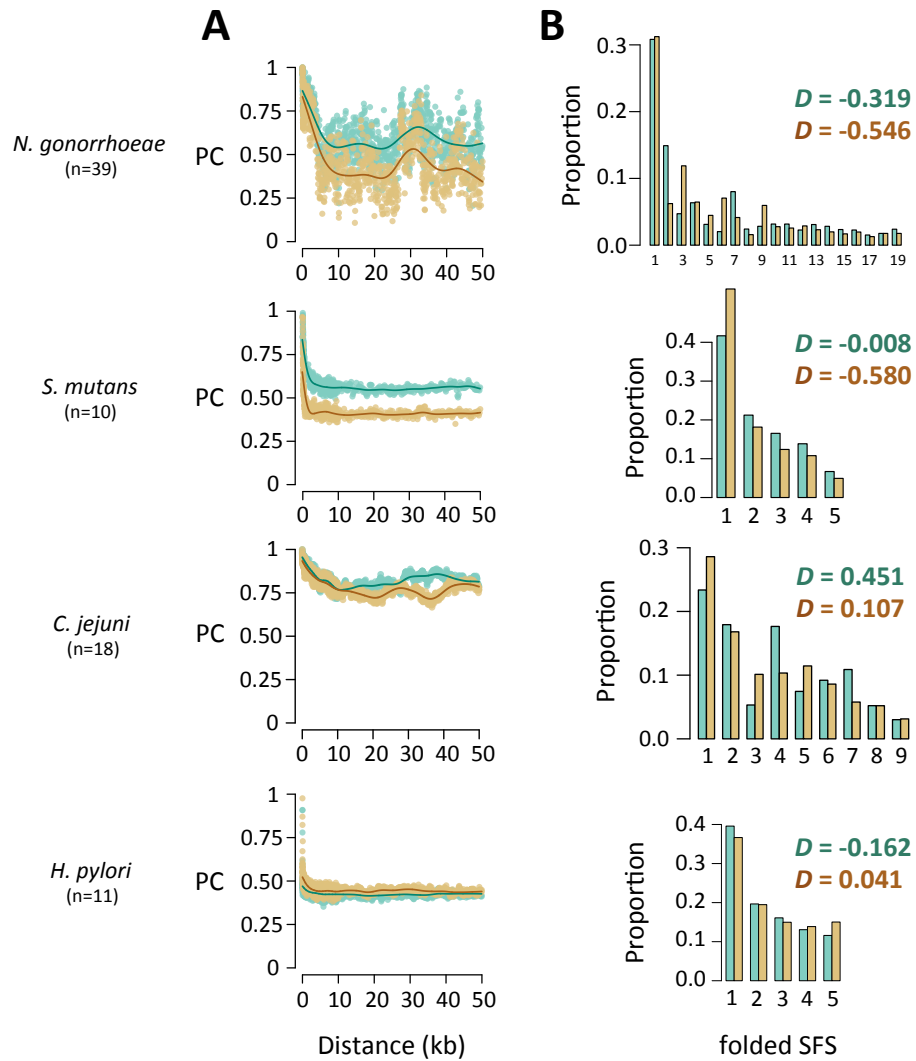 A
B
N. gonorrhoeae
(n=39)
PC
1
0.75
0.50
0.25
0
0 10 20 30 40 50
Proportion
0.3
0.2
0.1
0.0
D = -0.319
D = -0.546
1 3 5 7 9 11 13 15 17 19
S. mutans
(n=10)
PC
1
0.75
0.50
0.25
0
0 10 20 30 40 50
Proportion
0.4
0.2
0.1
0.0
D = -0.008
D = -0.580
1 2 3 4 5
C. jejuni
(n=18)
PC
1
0.75
0.50
0.25
0
0 10 20 30 40 50
Proportion
0.3
0.2
0.1
0.0
D = 0.451
D = 0.107
1 2 3 4 5 6 7 8 9
H. pylori
(n=11)
PC
1
0.75
0.50
0.25
0
0 10 20 30 40 50
Proportion
0.4
0.3
0.2
0.1
0.0
D = -0.162
D = 0.041
1 2 3 4 5
Distance (kb)
folded SFS